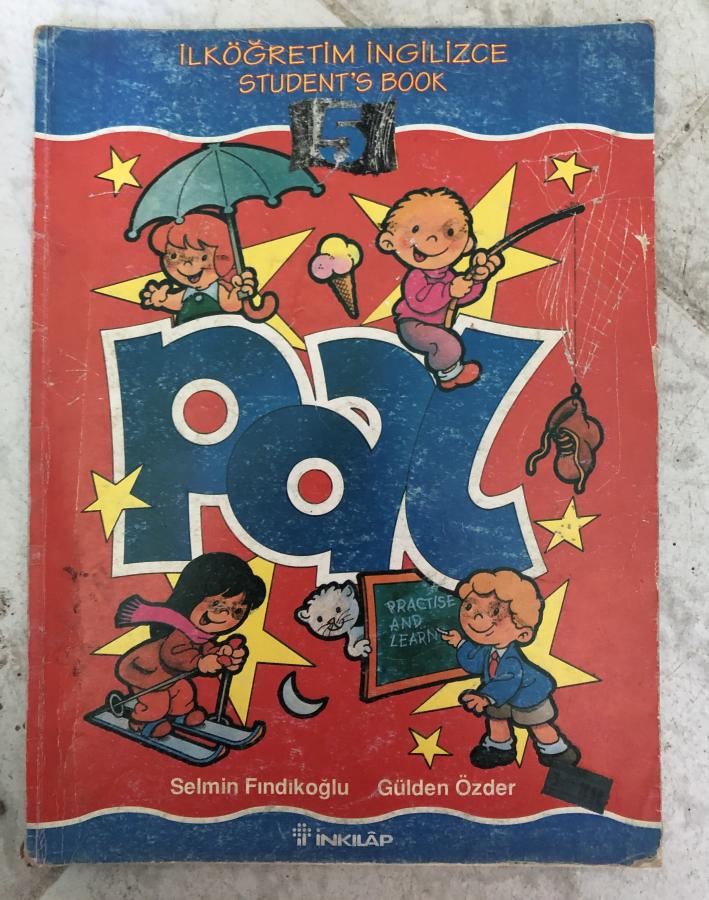 İLKÖĞRETİM İNGİLİZCE
STUDENT'S BOOK
5
PAL
PRACTISE
AND
LEARN
Selmin Fındıkoğlu Gülden Özder
İNKILÂP